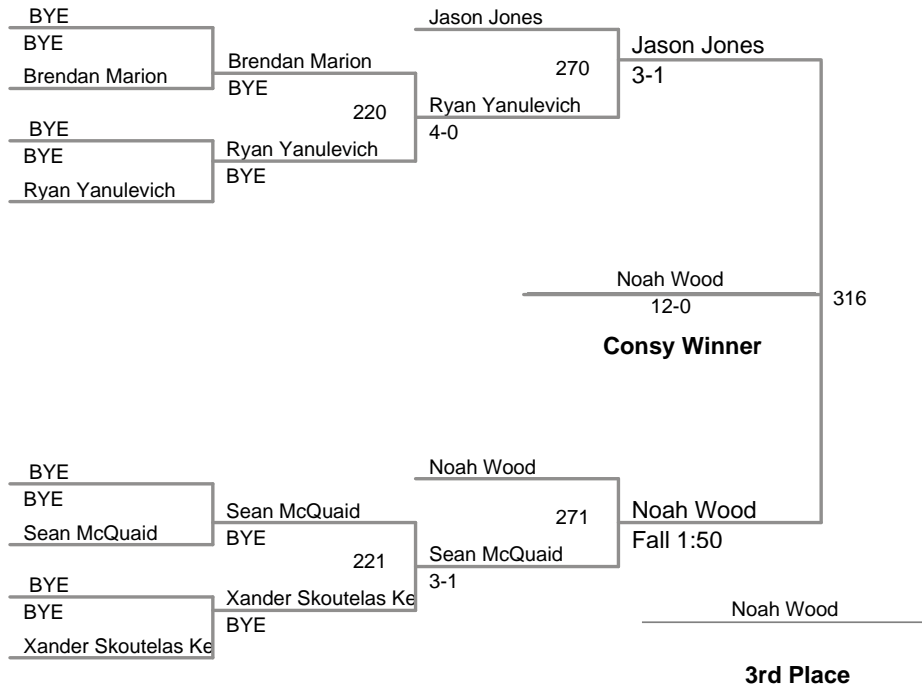 BYE
BYE
Brendan Marion
BYE
BYE
Ryan Yanulevich
Brendan Marion
BYE
220
Ryan Yanulevich
BYE
Jason Jones
270
Ryan Yanulevich
4-0
Jason Jones
3-1
Noah Wood
12-0
316
Consy Winner
BYE
BYE
Sean McQuaid
BYE
BYE
Xander Skoutelas Ke
Sean McQuaid
BYE
221
Xander Skoutelas Ke
BYE
Noah Wood
271
Sean McQuaid
3-1
Noah Wood
Fall 1:50
Noah Wood
3rd Place